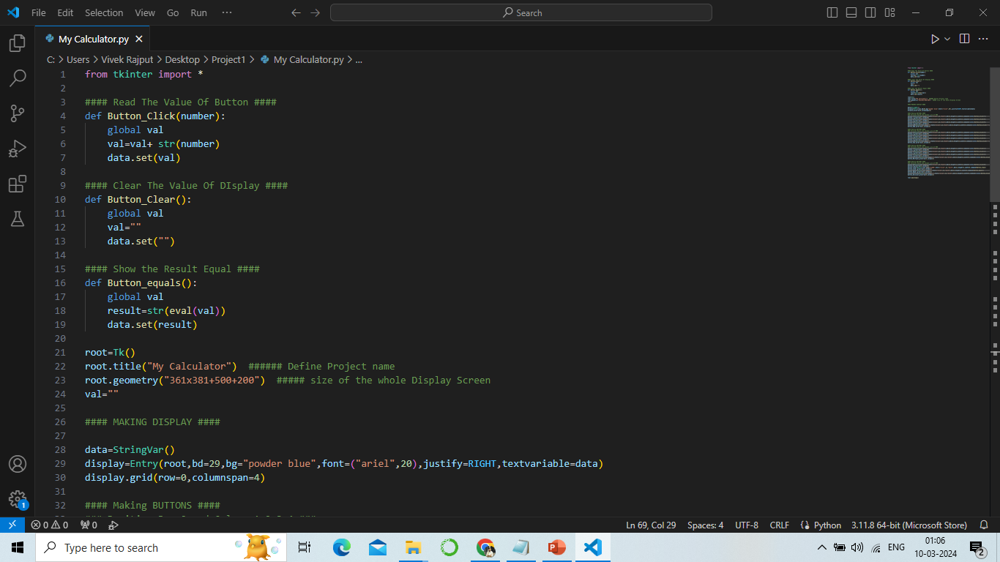 File Edit Selection View Go Run ···
Search
My Calculator.py
C: > Users > Vivek Rajput > Desktop > Project1 > My Calculator.py > ...
1 from tkinter import *
2
3 #### Read The Value Of Button ####
4 def Button_Click(number):
5     global val
6     val=val+ str(number)
7     data.set(val)
8
9 #### Clear The Value Of DIsplay ####
10 def Button_Clear():
11     global val
12     val=""
13     data.set("")
14
15 #### Show the Result Equal ####
16 def Button_equals():
17     global val
18     result=str(eval(val))
19     data.set(result)
20
21 root=Tk()
22 root.title("My Calculator")  ###### Define Project name
23 root.geometry("361x381+500+200")  ##### size of the whole Display Screen
24 val=""
25
26 #### MAKING DISPLAY ####
27
28 data=StringVar()
29 display=Entry(root,bd=29,bg="powder blue",font=("ariel",20),justify=RIGHT,textvariable=data)
30 display.grid(row=0,columnspan=4)
31
32 #### Making BUTTONS ####
1
0 0 0 Ln 69, Col 29 Spaces: 4 UTF-8 CRLF Python 3.11.8 64-bit (Microsoft Store)
Type here to search
ENG
01:06
10-03-2024
2